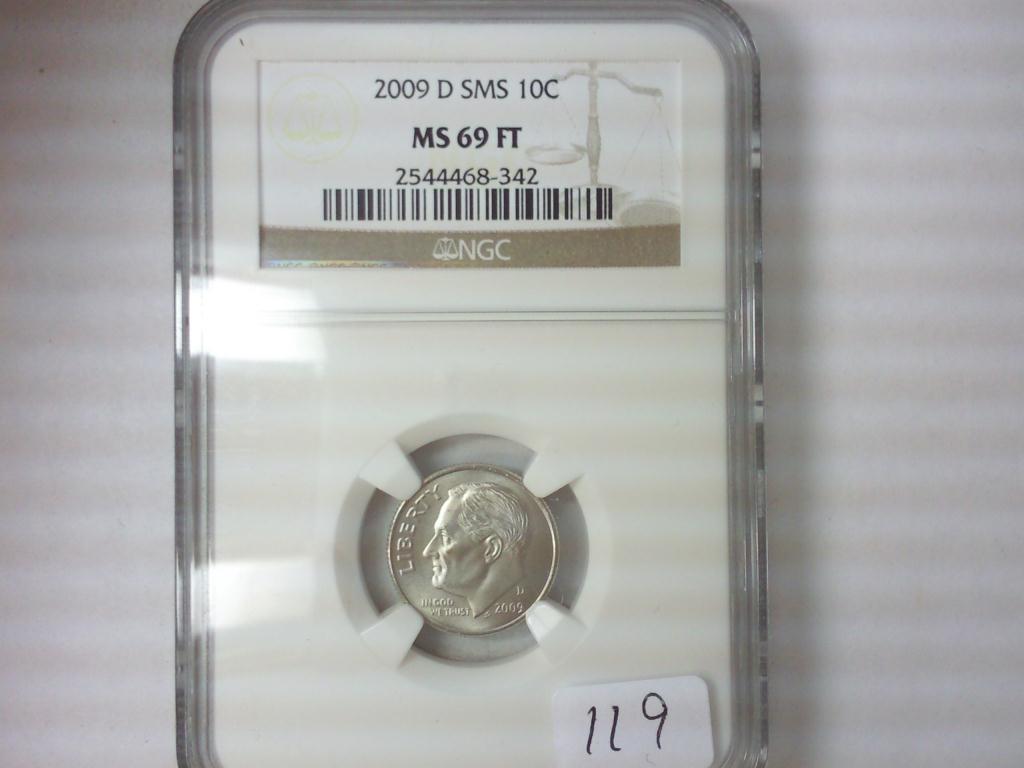 2009 D SMS 10C
MS 69 FT
2544468-342
NGC
LIBERTY
IN GOD
WE TRUST
D
2009
119